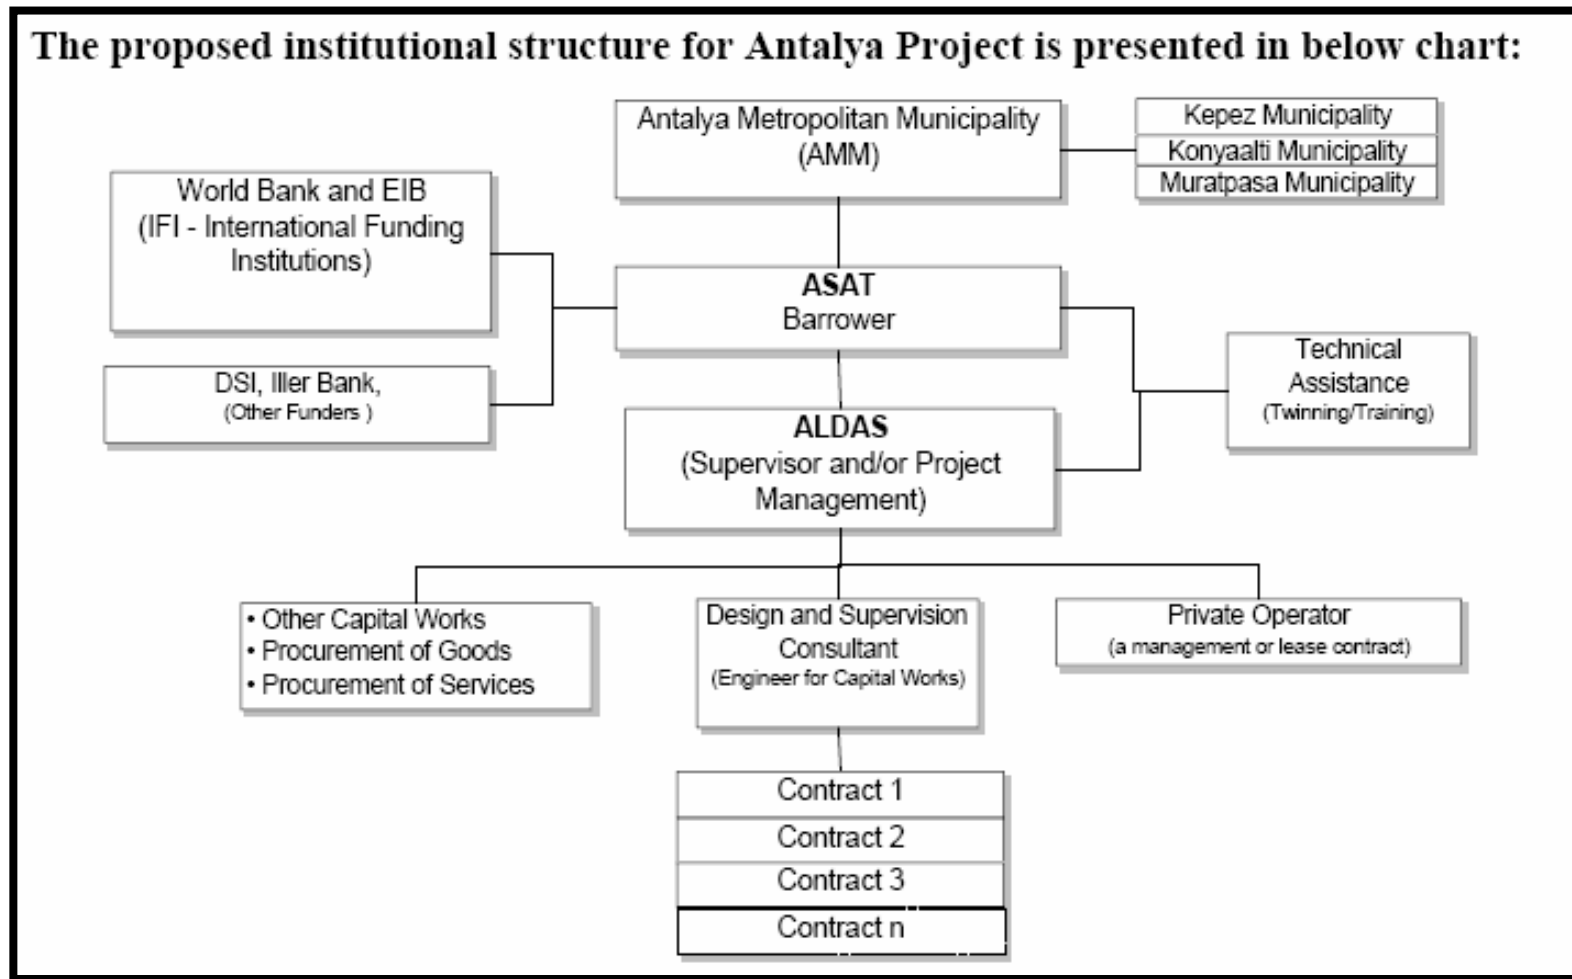 The proposed institutional structure for Antalya Project is presented in below chart:
Antalya Metropolitan Municipality
(AMM)
Kepez Municipality
Konyaalti Municipality
Muratpasa Municipality
World Bank and EIB
(IFI - International Funding
Institutions)
ASAT
Barrower
DSI, Iller Bank,
(Other Funders )
Technical
Assistance
(Twinning/Training)
ALDAS
(Supervisor and/or Project
Management)
• Other Capital Works
• Procurement of Goods
• Procurement of Services
Design and Supervision
Consultant
(Engineer for Capital Works)
Private Operator
(a management or lease contract)
Contract 1
Contract 2
Contract 3
Contract n